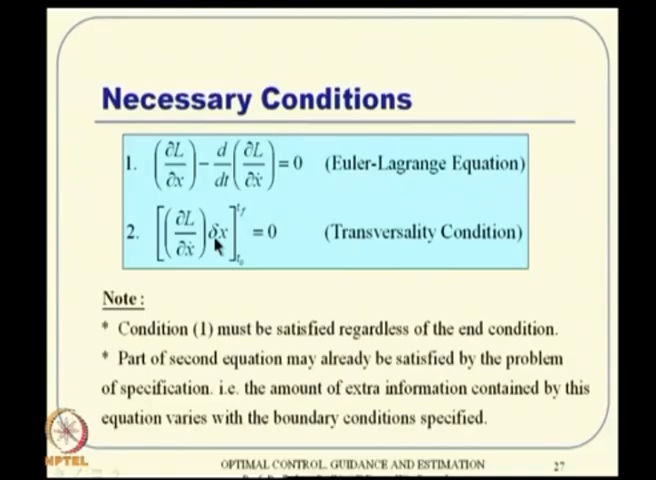 Necessary Conditions
1. (∂L/∂x) − d/dt (∂L/∂ẋ) = 0 (Euler-Lagrange Equation)
2. [(∂L/∂ẋ) δx]_{t_0}^{t_f} = 0 (Transversality Condition)
Note :
* Condition (1) must be satisfied regardless of the end condition.
* Part of second equation may already be satisfied by the problem
of specification. i.e. the amount of extra information contained by this
equation varies with the boundary conditions specified.
NPTEL
OPTIMAL CONTROL, GUIDANCE AND ESTIMATION 27